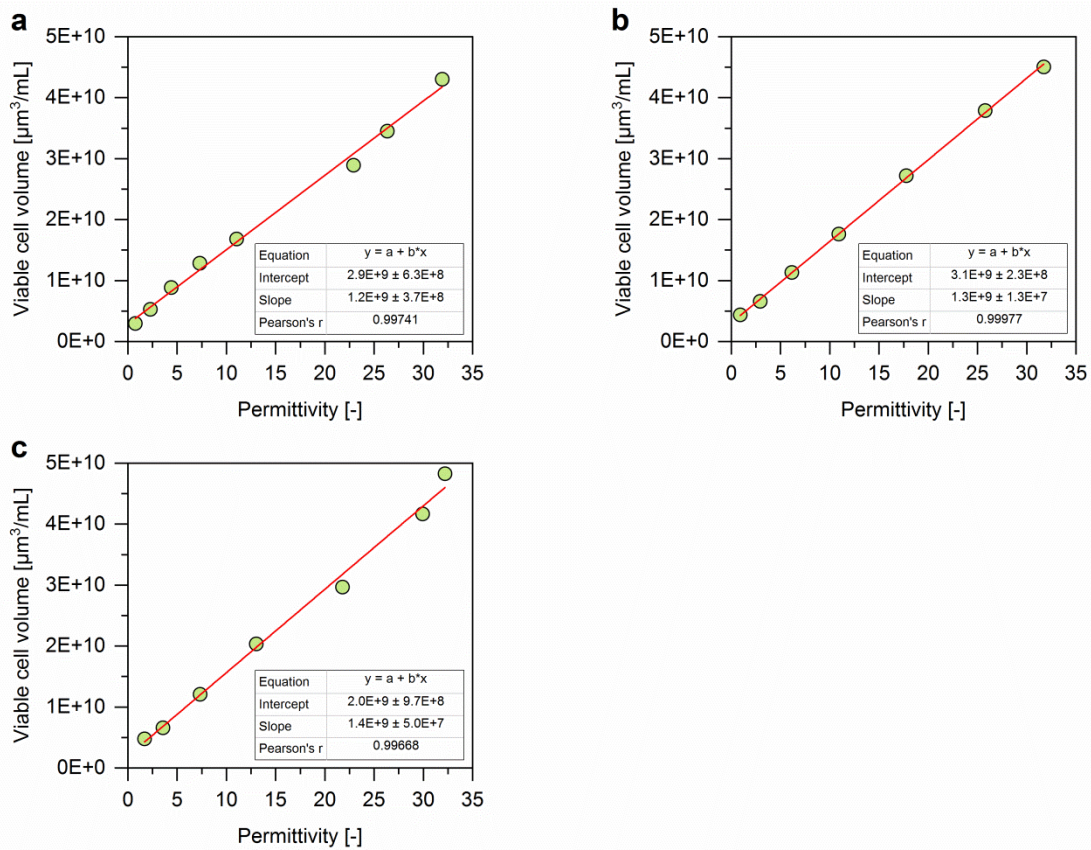 a
Viable cell volume [µm³/mL]
5E+10
4E+10
3E+10
2E+10
1E+10
0E+0
Equation y = a + b*x
Intercept 2.9E+9 ± 6.3E+8
Slope 1.2E+9 ± 3.7E+8
Pearson's r 0.99741
0 5 10 15 20 25 30 35
Permittivity [-]
b
Viable cell volume [µm³/mL]
5E+10
4E+10
3E+10
2E+10
1E+10
0E+0
Equation y = a + b*x
Intercept 3.1E+9 ± 2.3E+8
Slope 1.3E+9 ± 1.3E+7
Pearson's r 0.99977
0 5 10 15 20 25 30 35
Permittivity [-]
c
Viable cell volume [µm³/mL]
5E+10
4E+10
3E+10
2E+10
1E+10
0E+0
Equation y = a + b*x
Intercept 2.0E+9 ± 9.7E+8
Slope 1.4E+9 ± 5.0E+7
Pearson's r 0.99668
0 5 10 15 20 25 30 35
Permittivity [-]